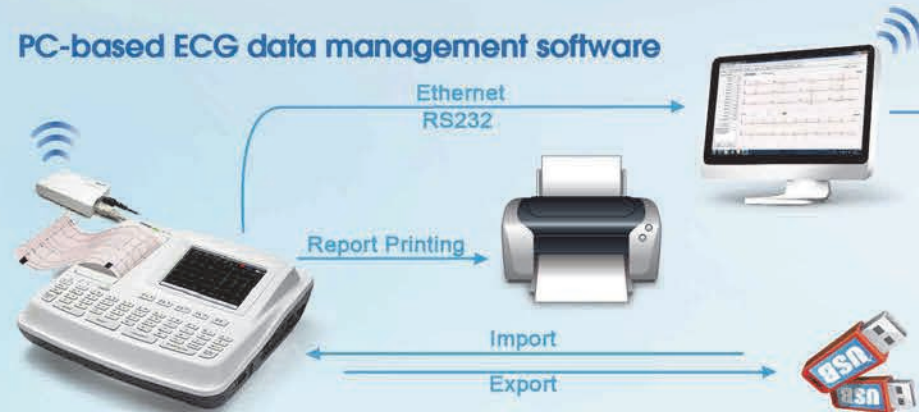 PC-based ECG data management software
Ethernet
RS232
Report Printing
Import
Export
USB
USB